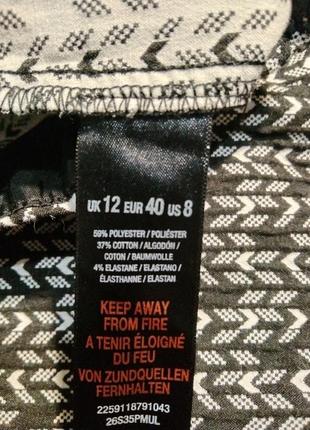 UK 12 EUR 40 US 8
59% POLYESTER / POLIÉSTER
37% COTTON / ALGODÓN /
COTON / BAUMWOLLE
4% ELASTANE / ELASTANO /
ÉLASTHANNE / ELASTAN
KEEP AWAY
FROM FIRE
A TENIR ÉLOIGNÉ
DU FEU
VON ZUNDQUELLEN
FERNHALTEN
2259118791043
26S35PMUL